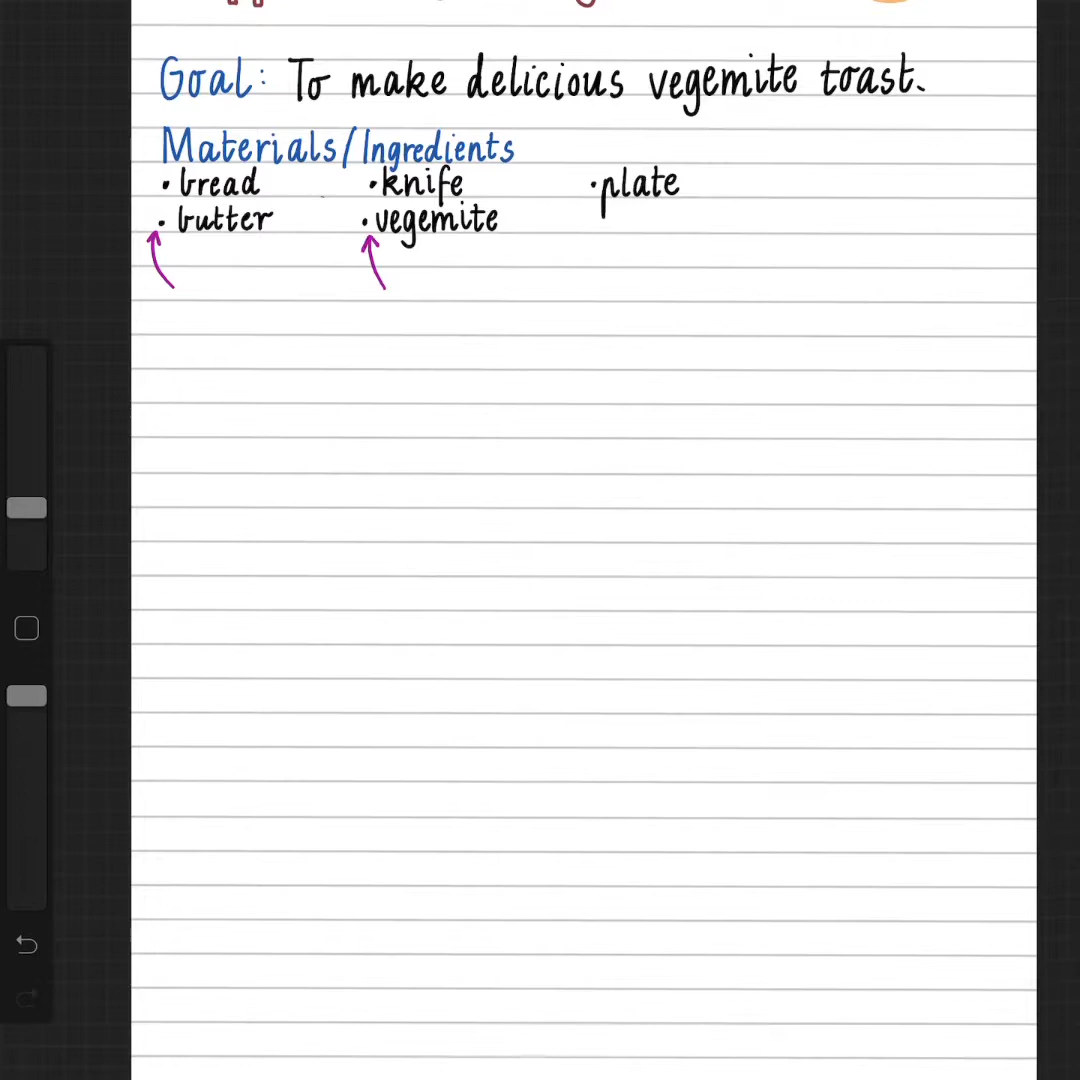 Goal: To make delicious vegemite toast.
Materials/Ingredients
• bread • knife • plate
• butter • vegemite